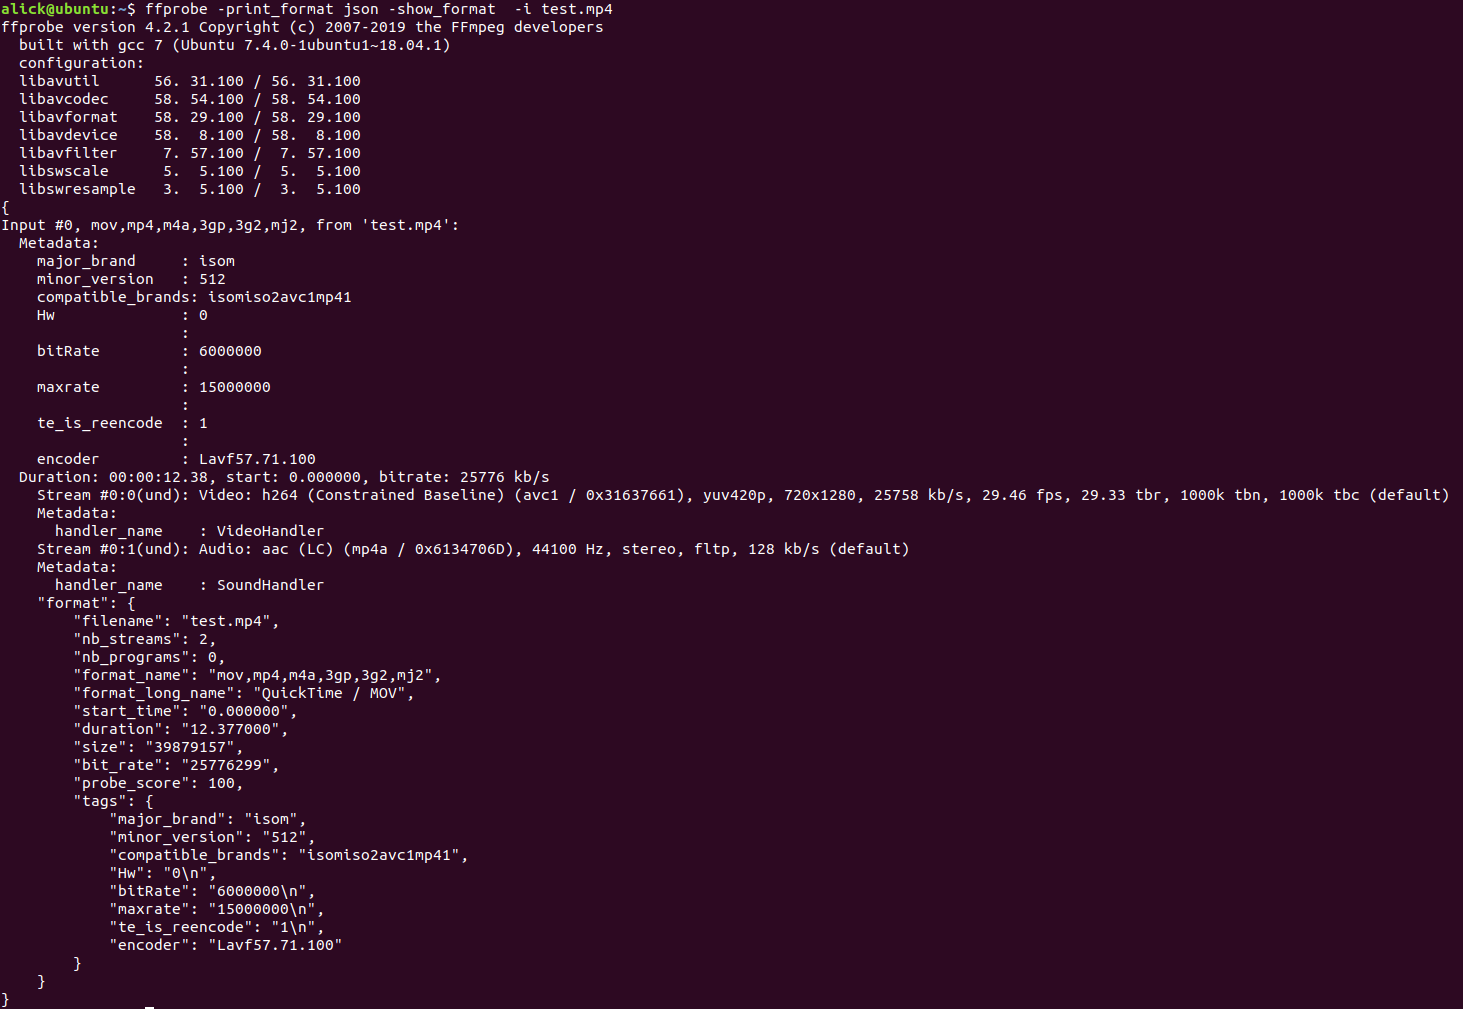 alick@ubuntu:~$ ffprobe -print_format json -show_format  -i test.mp4
ffprobe version 4.2.1 Copyright (c) 2007-2019 the FFmpeg developers
  built with gcc 7 (Ubuntu 7.4.0-1ubuntu1~18.04.1)
  configuration:
  libavutil      56. 31.100 / 56. 31.100
  libavcodec     58. 54.100 / 58. 54.100
  libavformat    58. 29.100 / 58. 29.100
  libavdevice    58.  8.100 / 58.  8.100
  libavfilter     7. 57.100 /  7. 57.100
  libswscale      5.  5.100 /  5.  5.100
  libswresample   3.  5.100 /  3.  5.100
{
Input #0, mov,mp4,m4a,3gp,3g2,mj2, from 'test.mp4':
  Metadata:
    major_brand     : isom
    minor_version   : 512
    compatible_brands: isomiso2avc1mp41
    Hw              : 0
                    :
    bitRate         : 6000000
                    :
    maxrate         : 15000000
                    :
    te_is_reencode  : 1
                    :
    encoder         : Lavf57.71.100
  Duration: 00:00:12.38, start: 0.000000, bitrate: 25776 kb/s
    Stream #0:0(und): Video: h264 (Constrained Baseline) (avc1 / 0x31637661), yuv420p, 720x1280, 25758 kb/s, 29.46 fps, 29.33 tbr, 1000k tbn, 1000k tbc (default)
    Metadata:
      handler_name    : VideoHandler
    Stream #0:1(und): Audio: aac (LC) (mp4a / 0x6134706D), 44100 Hz, stereo, fltp, 128 kb/s (default)
    Metadata:
      handler_name    : SoundHandler
    "format": {
        "filename": "test.mp4",
        "nb_streams": 2,
        "nb_programs": 0,
        "format_name": "mov,mp4,m4a,3gp,3g2,mj2",
        "format_long_name": "QuickTime / MOV",
        "start_time": "0.000000",
        "duration": "12.377000",
        "size": "39879157",
        "bit_rate": "25776299",
        "probe_score": 100,
        "tags": {
            "major_brand": "isom",
            "minor_version": "512",
            "compatible_brands": "isomiso2avc1mp41",
            "Hw": "0\n",
            "bitRate": "6000000\n",
            "maxrate": "15000000\n",
            "te_is_reencode": "1\n",
            "encoder": "Lavf57.71.100"
        }
    }
}